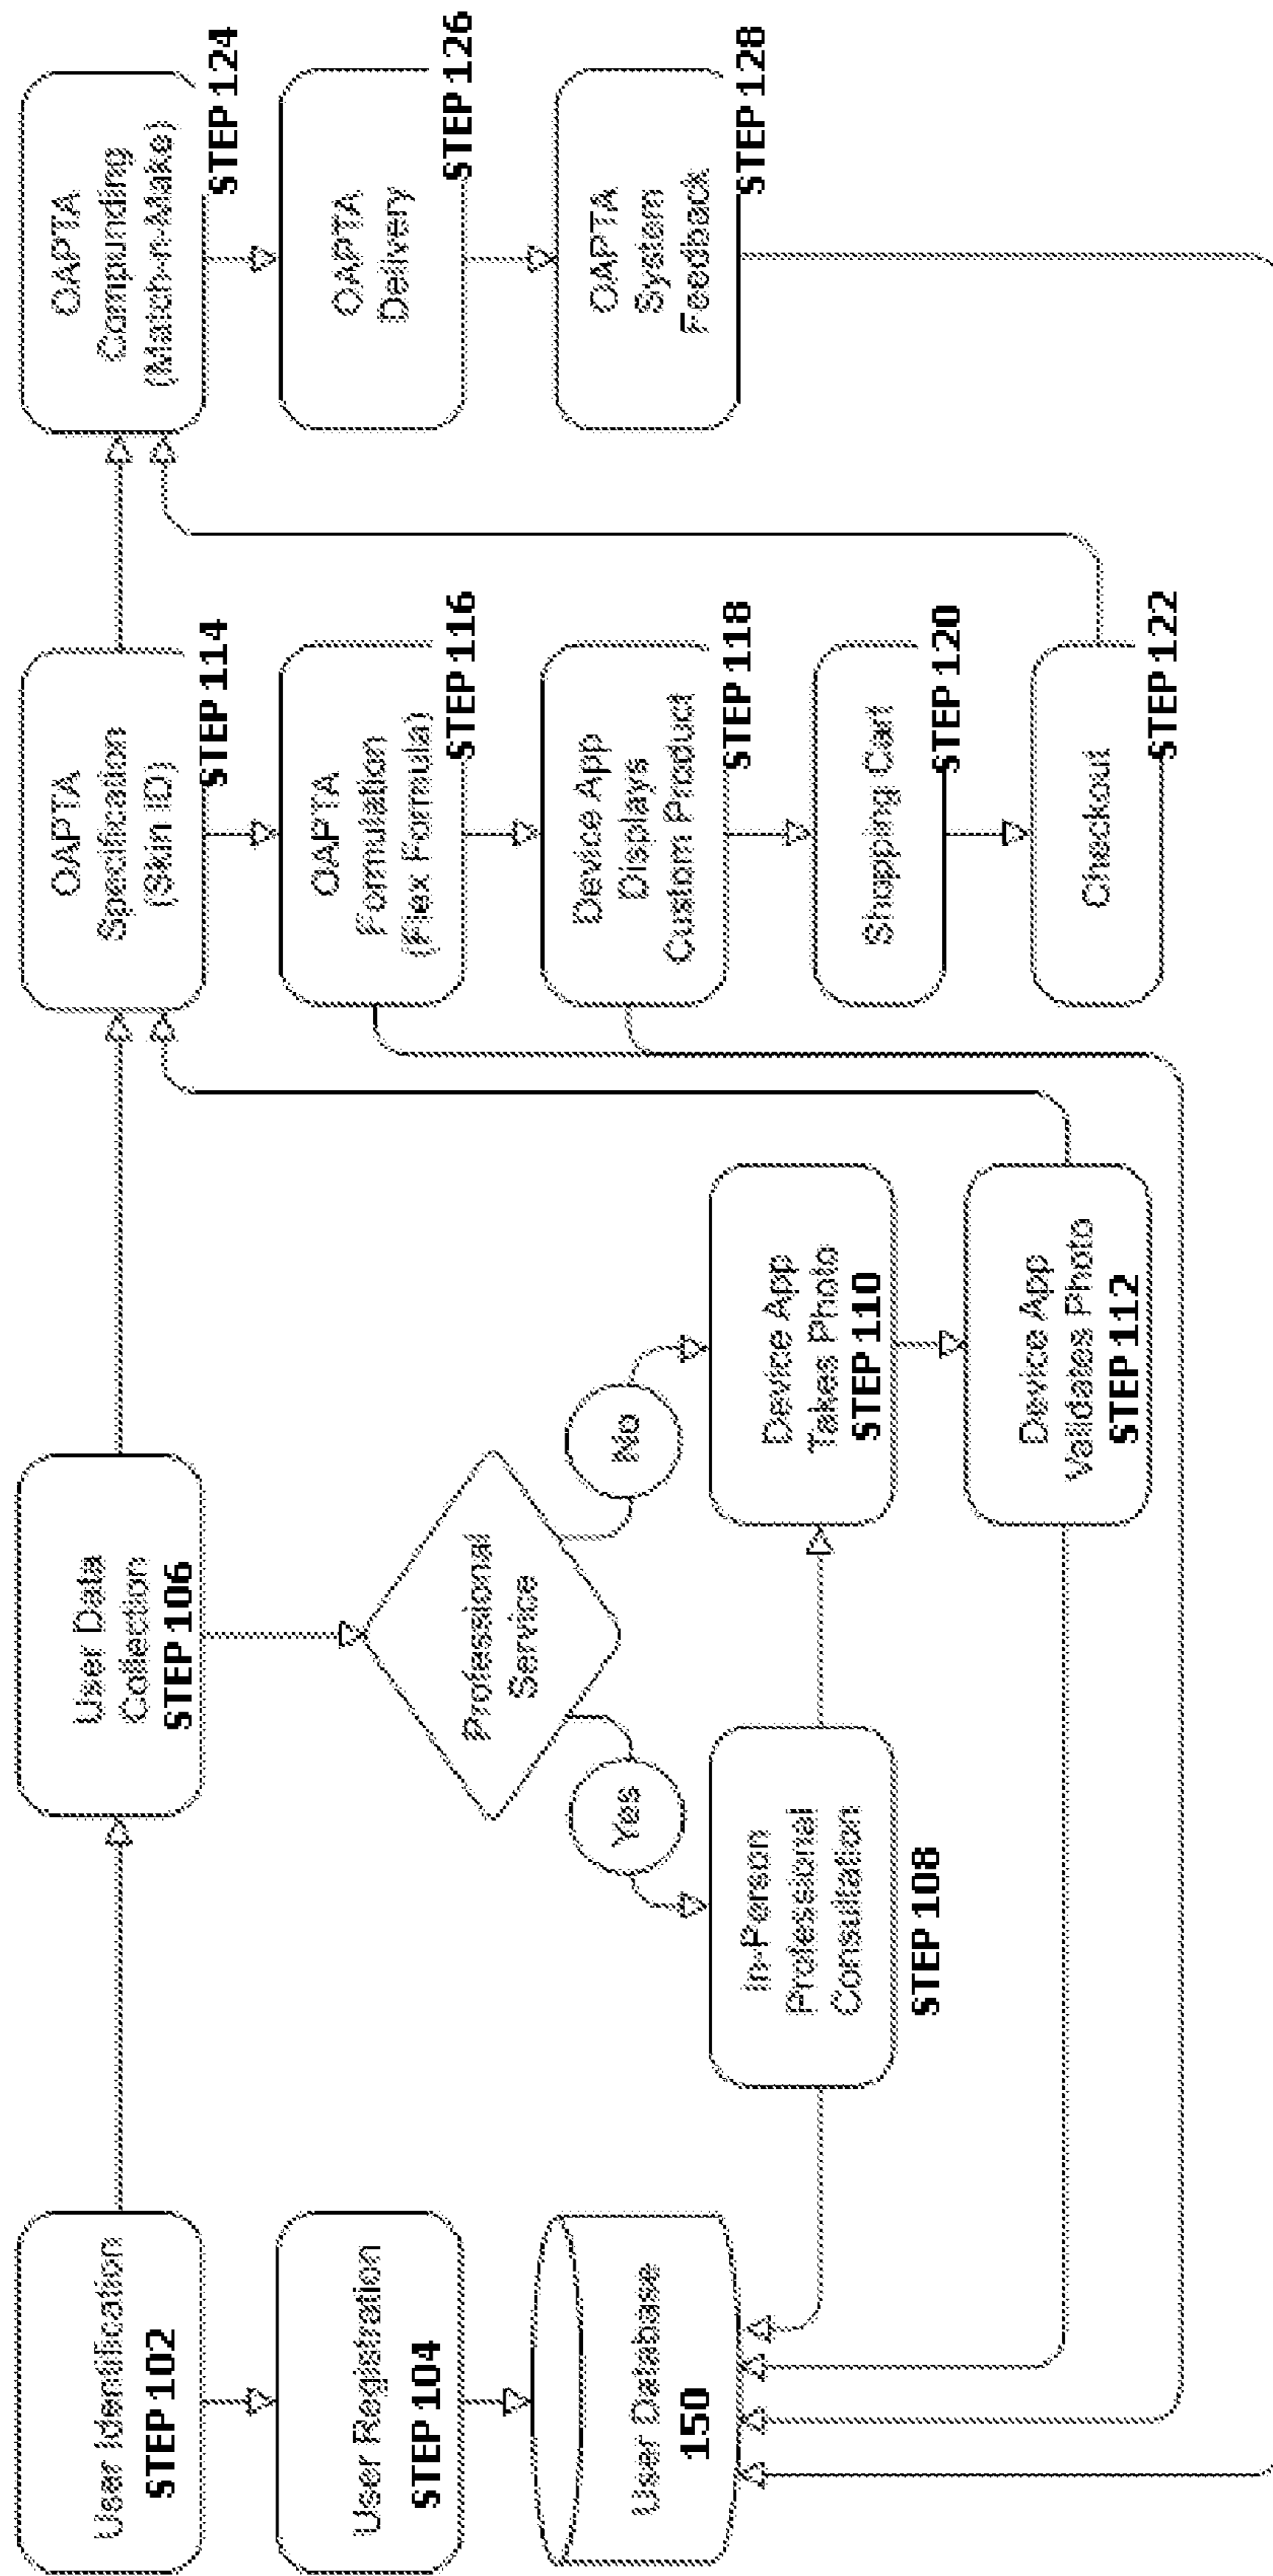 User Identification
STEP 102
User Registration
STEP 104
User Database
150
User Data
Collection
STEP 106
Professional
Service
Yes
No
In-Person
Professional
Consultation
STEP 108
Device App
Takes Photo
STEP 110
Device App
Validates Photo
STEP 112
OAPTA
Specification
(Skin ID)
STEP 114
OAPTA
Formulation
(Flex Formula)
STEP 116
Device App
Displays
Custom Product
STEP 118
Shopping Cart
STEP 120
Checkout
STEP 122
OAPTA
Compunding
(Match-n-Make)
STEP 124
OAPTA
Delivery
STEP 126
OAPTA
System
Feedback
STEP 128